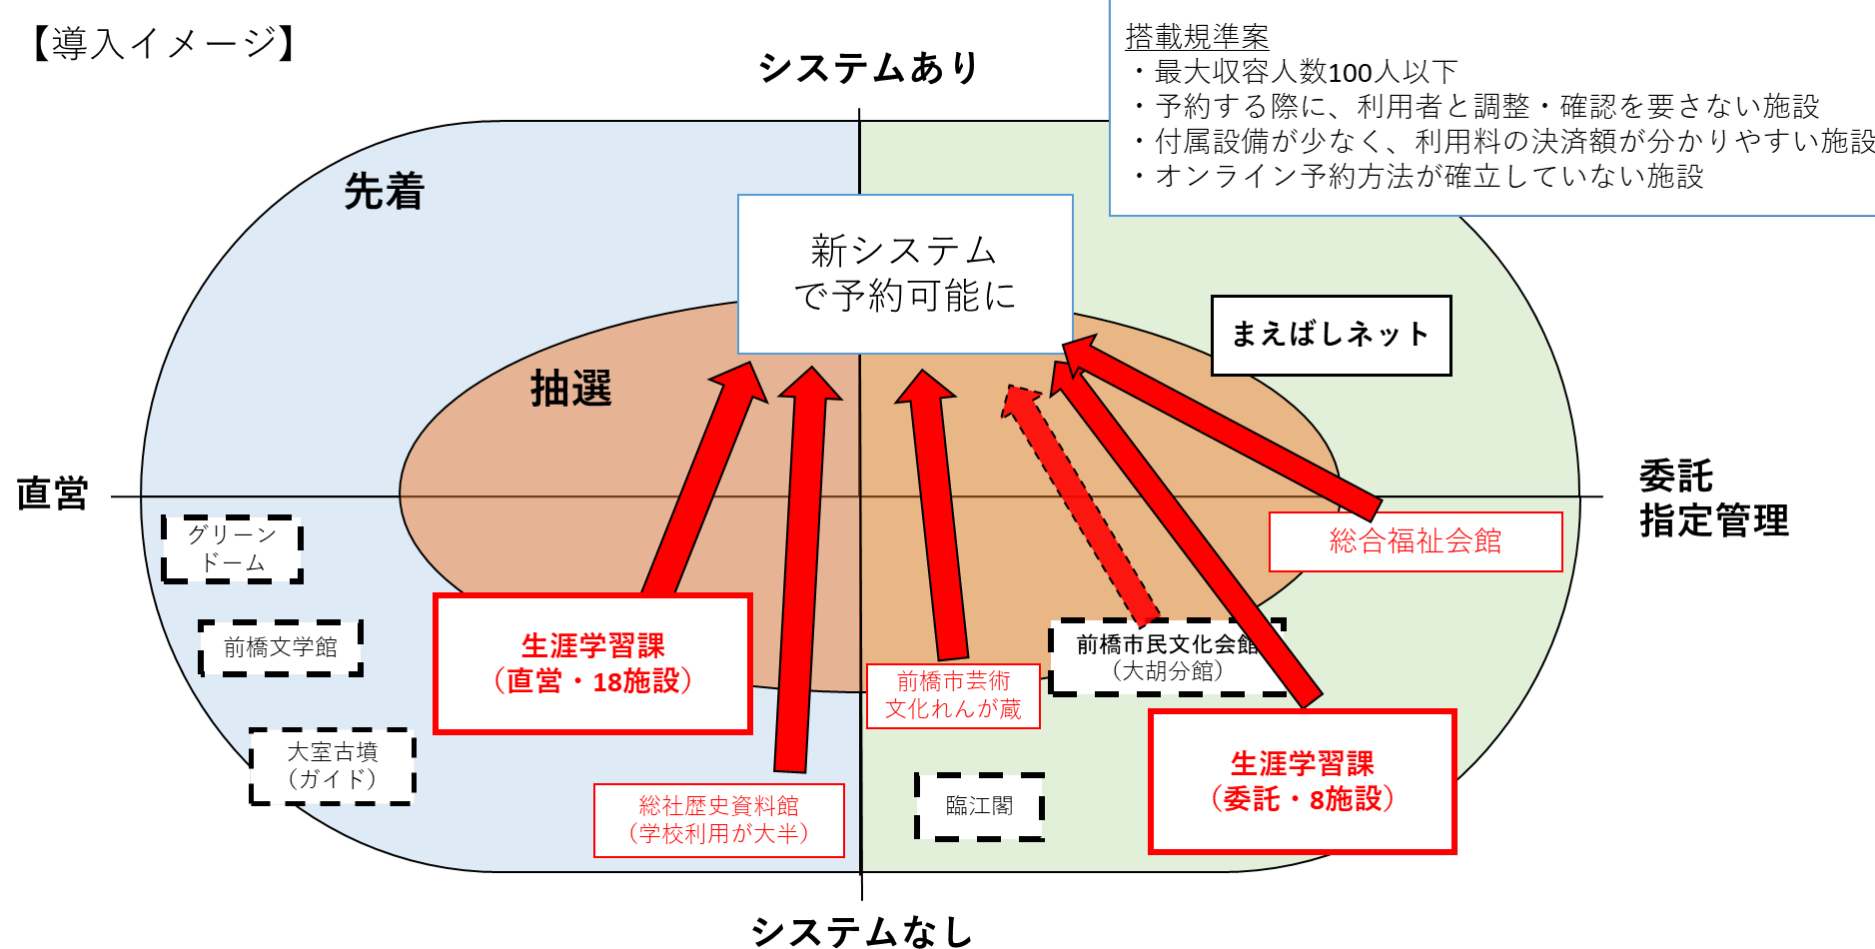 【導入イメージ】
システムあり
搭載規準案
・最大収容人数100人以下
・予約する際に、利用者と調整・確認を要さない施設
・付属設備が少なく、利用料の決済額が分かりやすい施設
・オンライン予約方法が確立していない施設
先着
新システム
で予約可能に
まえばしネット
抽選
直営
委託
指定管理
グリーン
ドーム
総合福祉会館
前橋文学館
生涯学習課
（直営・18施設）
前橋市民文化会館
（大胡分館）
前橋市芸術
文化れんが蔵
大室古墳
（ガイド）
生涯学習課
（委託・8施設）
総社歴史資料館
（学校利用が大半）
臨江閣
システムなし